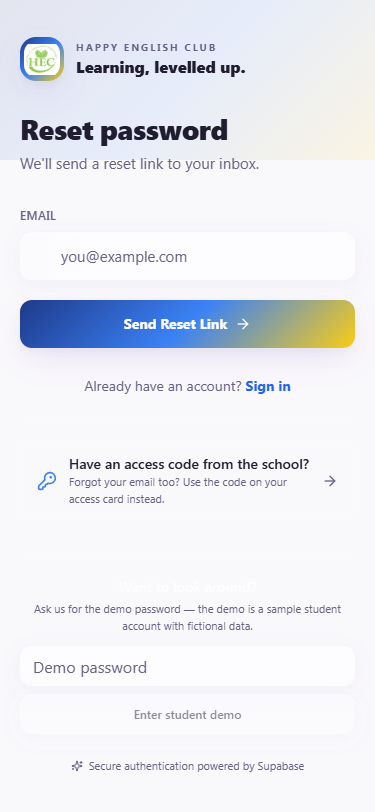 HEC
HAPPY ENGLISH CLUB
Learning, levelled up.
Reset password
We'll send a reset link to your inbox.
EMAIL
you@example.com
Send Reset Link
Already have an account? Sign in
Have an access code from the school?
Forgot your email too? Use the code on your
access card instead.
Want to look around?
Ask us for the demo password — the demo is a sample student
account with fictional data.
Demo password
Enter student demo
Secure authentication powered by Supabase